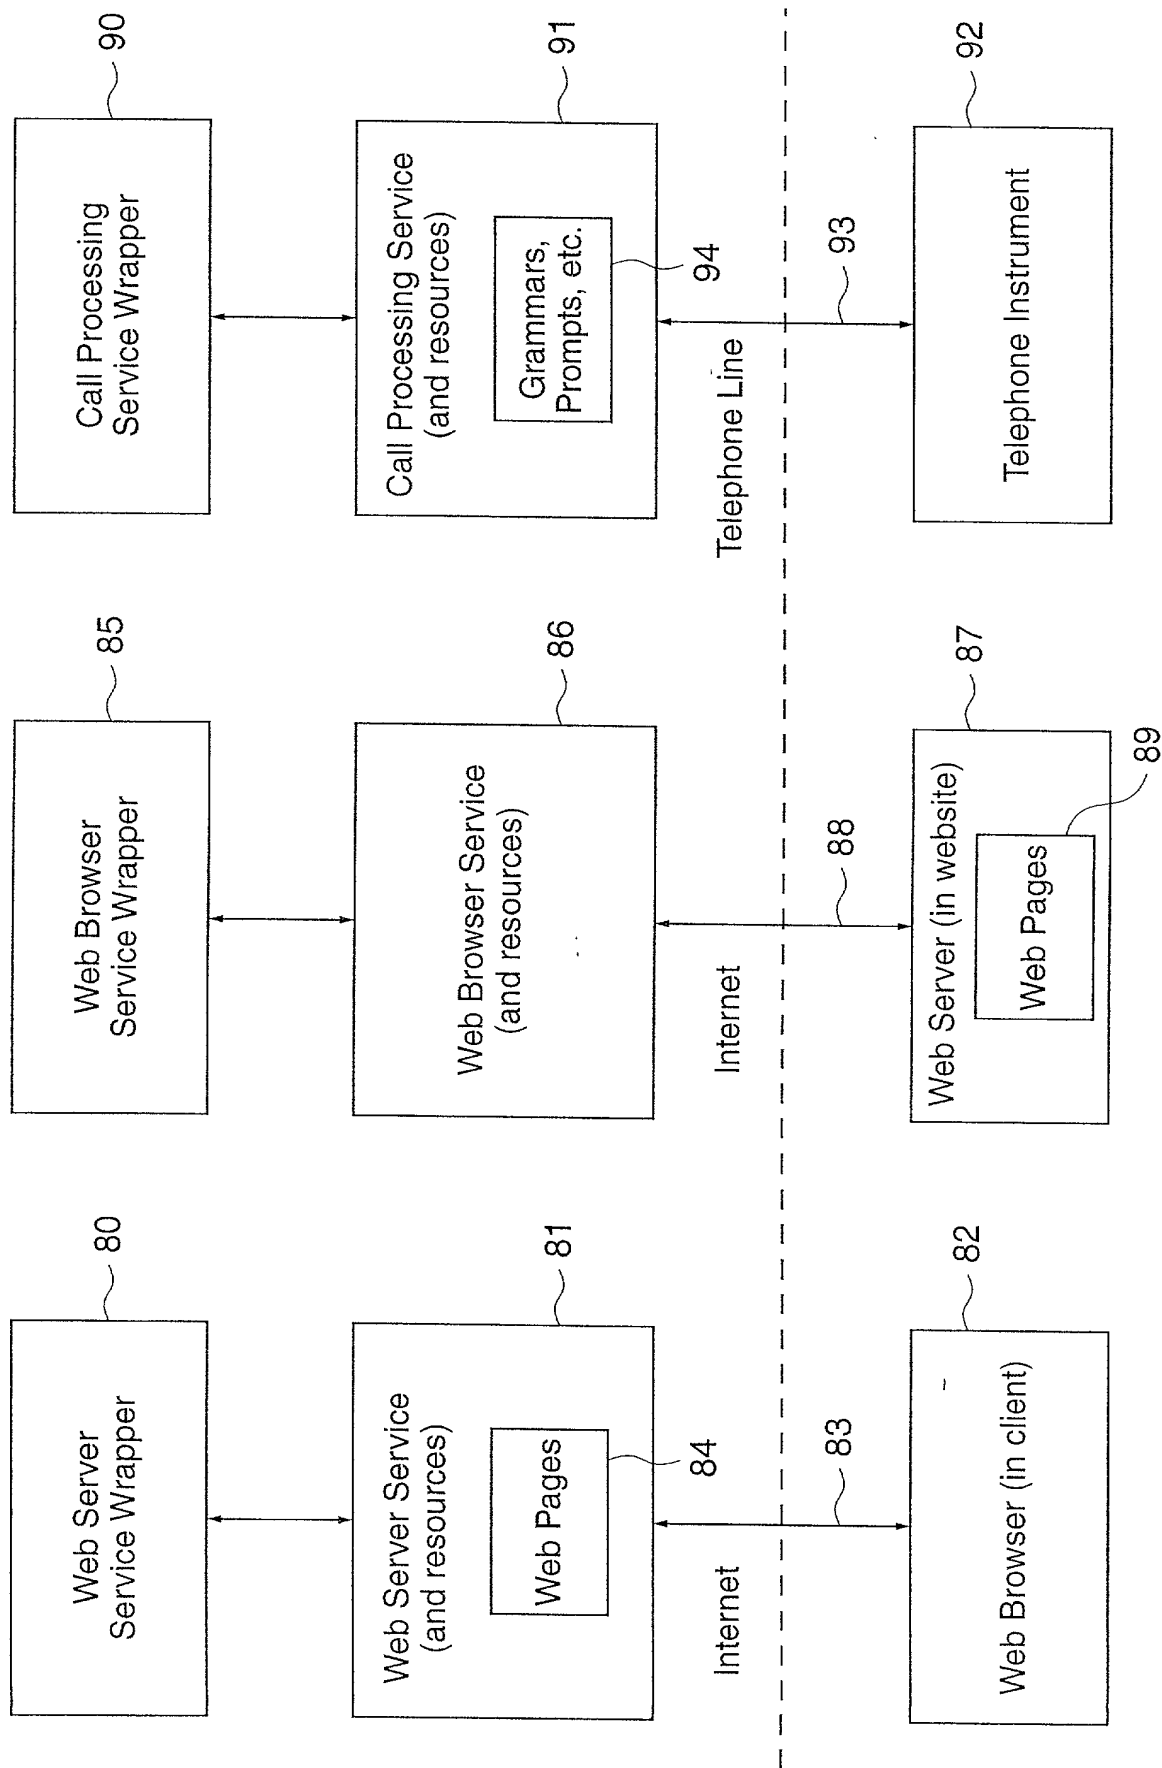 Web Server
Service Wrapper
80
Web Server Service
(and resources)
Web Pages
81
84
Internet
83
Web Browser (in client)
82
Web Browser
Service Wrapper
85
Web Browser Service
(and resources)
86
Internet
88
Web Server (in website)
Web Pages
87
89
Call Processing
Service Wrapper
90
Call Processing Service
(and resources)
Grammars,
Prompts, etc.
91
94
Telephone Line
93
Telephone Instrument
92